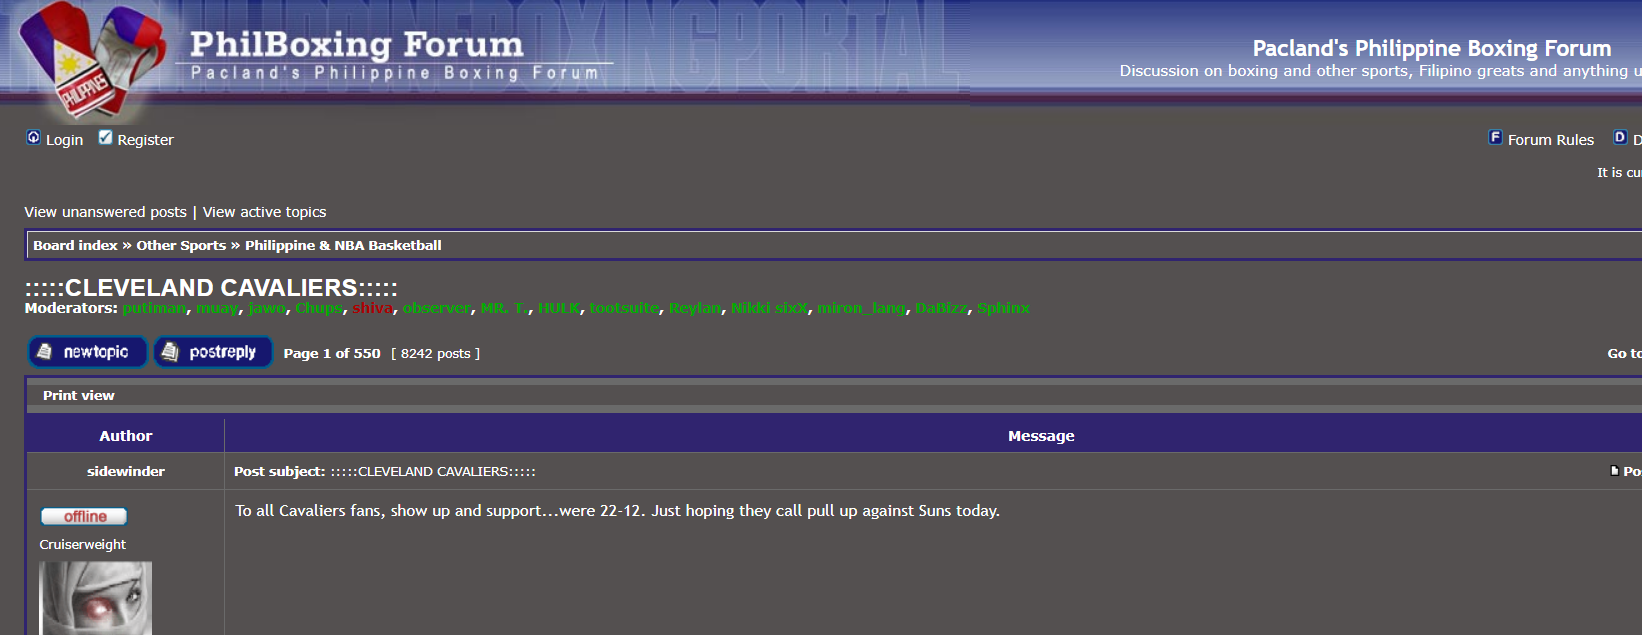 THEPHILIPPINEBOXINGPORTAL
PhilBoxing Forum
Pacland's Philippine Boxing Forum
PHILIPPINES
Pacland's Philippine Boxing Forum
Discussion on boxing and other sports, Filipino greats and anything u
Login Register
F Forum Rules D D
It is cu
View unanswered posts | View active topics
Board index » Other Sports » Philippine & NBA Basketball
:::::CLEVELAND CAVALIERS:::::
Moderators: putiman, muay, jawo, Chups, shiva, observer, MR. T., HULK, tootsuite, Reylan, Nikki sixX, miron_lang, DaBizz, Sphinx
newtopic postreply Page 1 of 550 [ 8242 posts ]
Go to
Print view
Author Message
sidewinder Post subject: :::::CLEVELAND CAVALIERS::::: Po
offline
To all Cavaliers fans, show up and support...were 22-12. Just hoping they call pull up against Suns today.
Cruiserweight